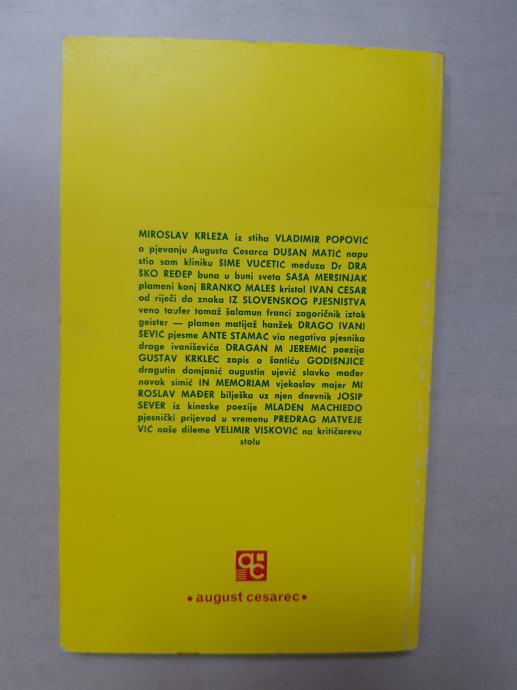 MIROSLAV KRLEŽA iz stiha VLADIMIR POPOVIĆ
o pjevanju Augusta Cesarca DUŠAN MATIĆ napu
stio sam kliniku ŠIME VUČETIĆ meduza Dr DRA
ŠKO REĐEP buna u buni sveta SAŠA MERŠINJAK
plameni konj BRANKO MALEŠ kristal IVAN CESAR
od riječi do znaka IZ SLOVENSKOG PJESNIŠTVA
veno taufer tomaž šalamun franci zagoričnik iztok
geister — plamen matijaž hanžek DRAGO IVANI
ŠEVIĆ pjesme ANTE STAMAĆ via negativa pjesnika
drage ivaniševića DRAGAN M JEREMIĆ poezija
GUSTAV KRKLEC zapis o šantiću GODIŠNJICE
dragutin domjanić augustin ujević slavko mađer
novak simić IN MEMORIAM vjekoslav majer MI
ROSLAV MAĐER bilješka uz njen dnevnik JOSIP
SEVER iz kineske poezije MLADEN MACHIEDO
pjesnički prijevod u vremenu PREDRAG MATVEJE
VIĆ naše dileme VELIMIR VISKOVIĆ na kritičarevu
stolu
ac
• august cesarec •